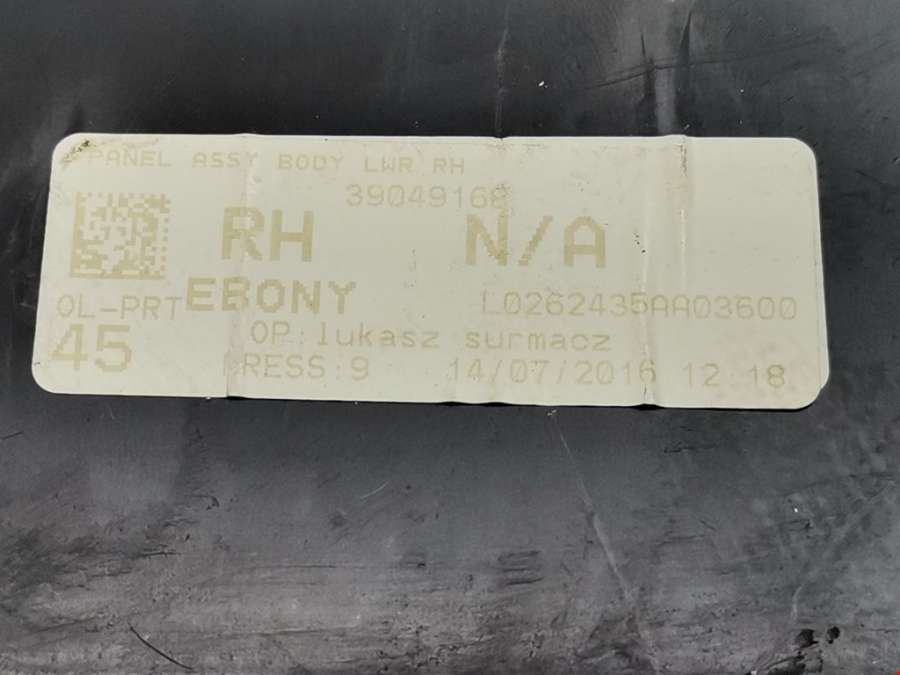 PANEL ASSY BODY LWR RH
39049168
RH N/A
OL-PRT EBONY L0262435AA03600
45 OP:lukasz surmacz
PRESS:9 14/07/2016 12 18